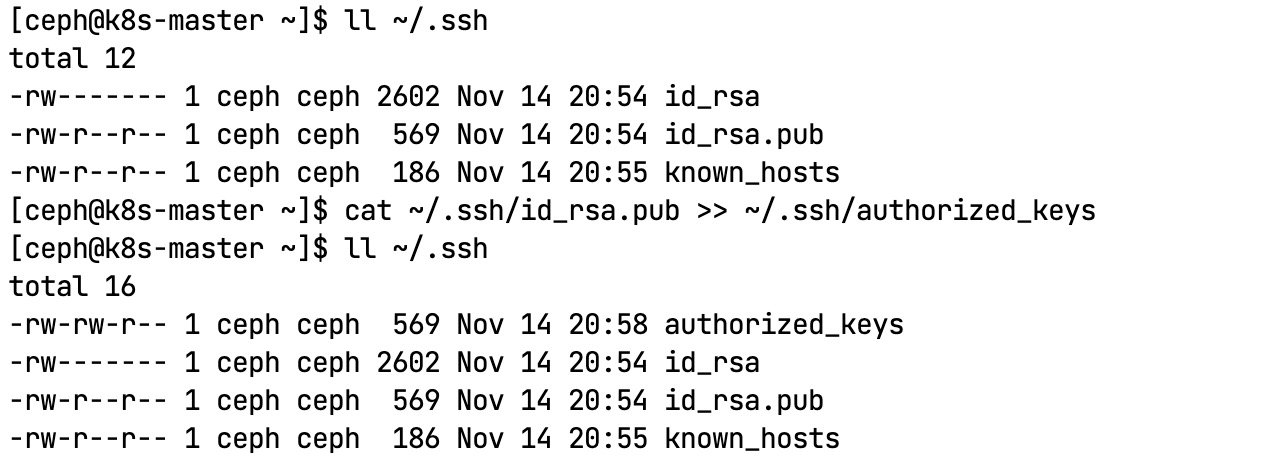 [ceph@k8s-master ~]$ ll ~/.ssh
total 12
-rw------- 1 ceph ceph 2602 Nov 14 20:54 id_rsa
-rw-r--r-- 1 ceph ceph  569 Nov 14 20:54 id_rsa.pub
-rw-r--r-- 1 ceph ceph  186 Nov 14 20:55 known_hosts
[ceph@k8s-master ~]$ cat ~/.ssh/id_rsa.pub >> ~/.ssh/authorized_keys
[ceph@k8s-master ~]$ ll ~/.ssh
total 16
-rw-rw-r-- 1 ceph ceph  569 Nov 14 20:58 authorized_keys
-rw------- 1 ceph ceph 2602 Nov 14 20:54 id_rsa
-rw-r--r-- 1 ceph ceph  569 Nov 14 20:54 id_rsa.pub
-rw-r--r-- 1 ceph ceph  186 Nov 14 20:55 known_hosts